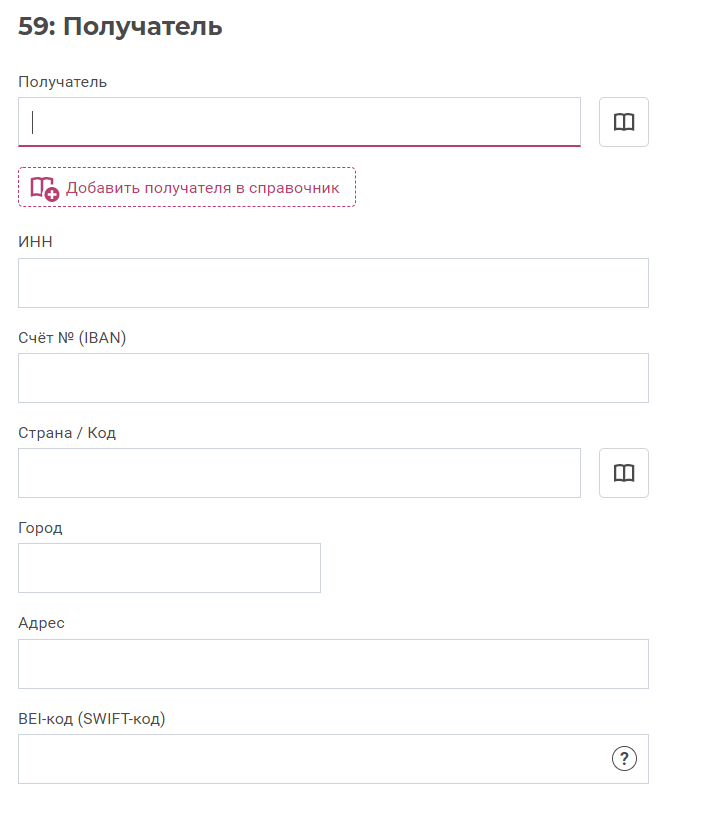 59: Получатель
Получатель
Добавить получателя в справочник
ИНН
Счёт № (IBAN)
Страна / Код
Город
Адрес
BEI-код (SWIFT-код)
?